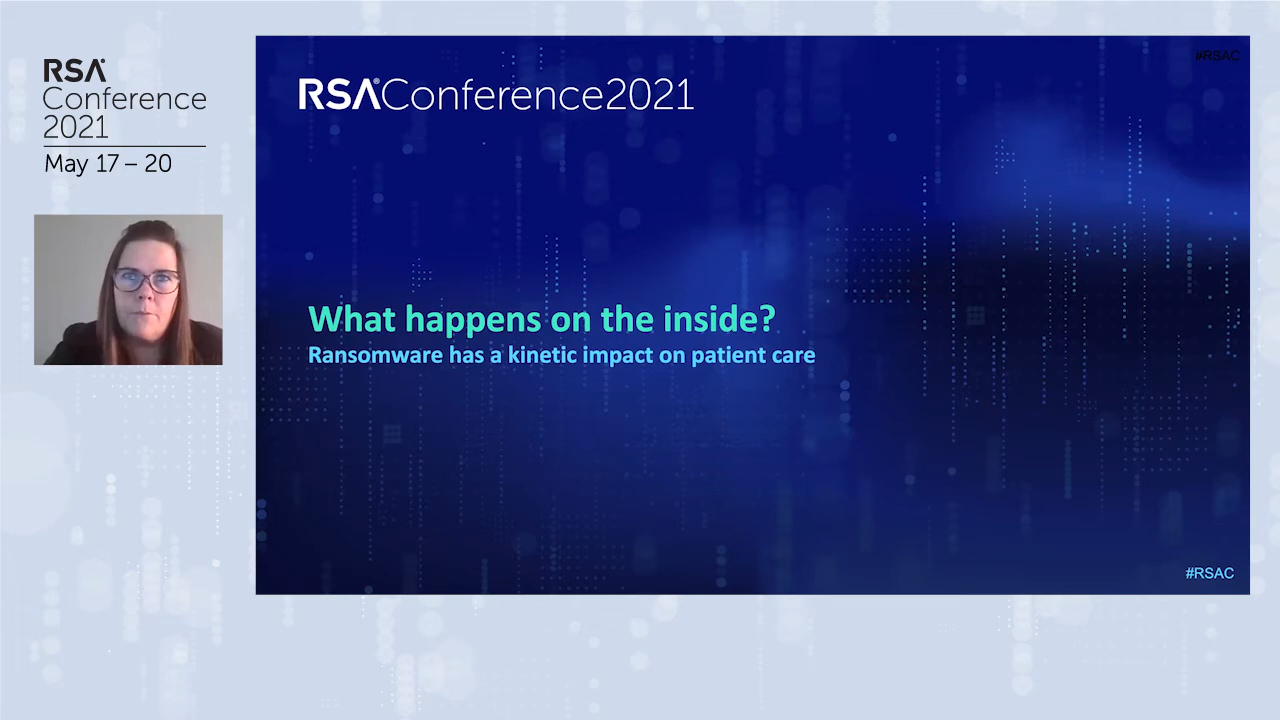 RSA
Conference
2021
May 17 – 20
#RSAC
RSAConference2021
What happens on the inside?
Ransomware has a kinetic impact on patient care
#RSAC